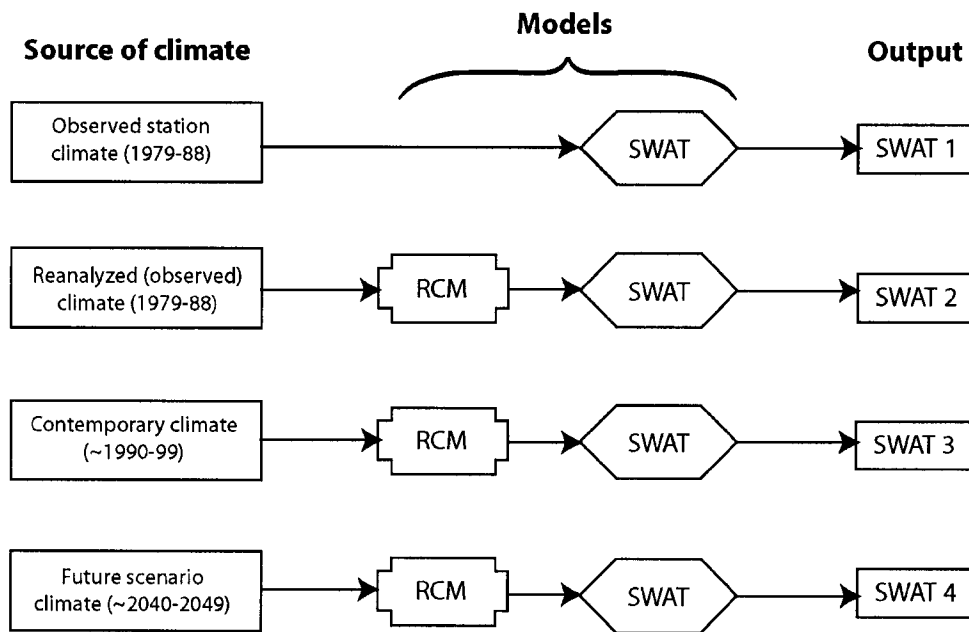 Source of climate
Models
Output
Observed station
climate (1979-88)
SWAT
SWAT 1
Reanalyzed (observed)
climate (1979-88)
RCM
SWAT
SWAT 2
Contemporary climate
(~1990-99)
RCM
SWAT
SWAT 3
Future scenario
climate (~2040-2049)
RCM
SWAT
SWAT 4